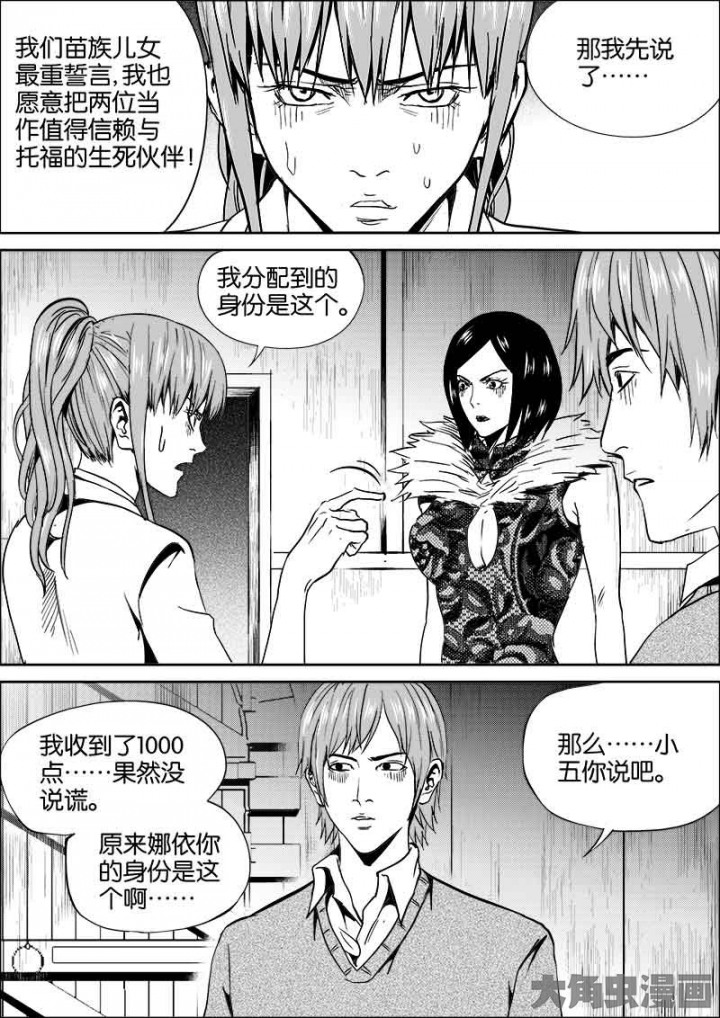 我们苗族儿女
最重誓言,我也
愿意把两位当
作值得信赖与
托福的生死伙伴!
那我先说
了……
我分配到的
身份是这个。
我收到了1000
点……果然没
说谎。
原来娜依你
的身份是这
个啊……
那么……小
五你说吧。
大角虫漫画